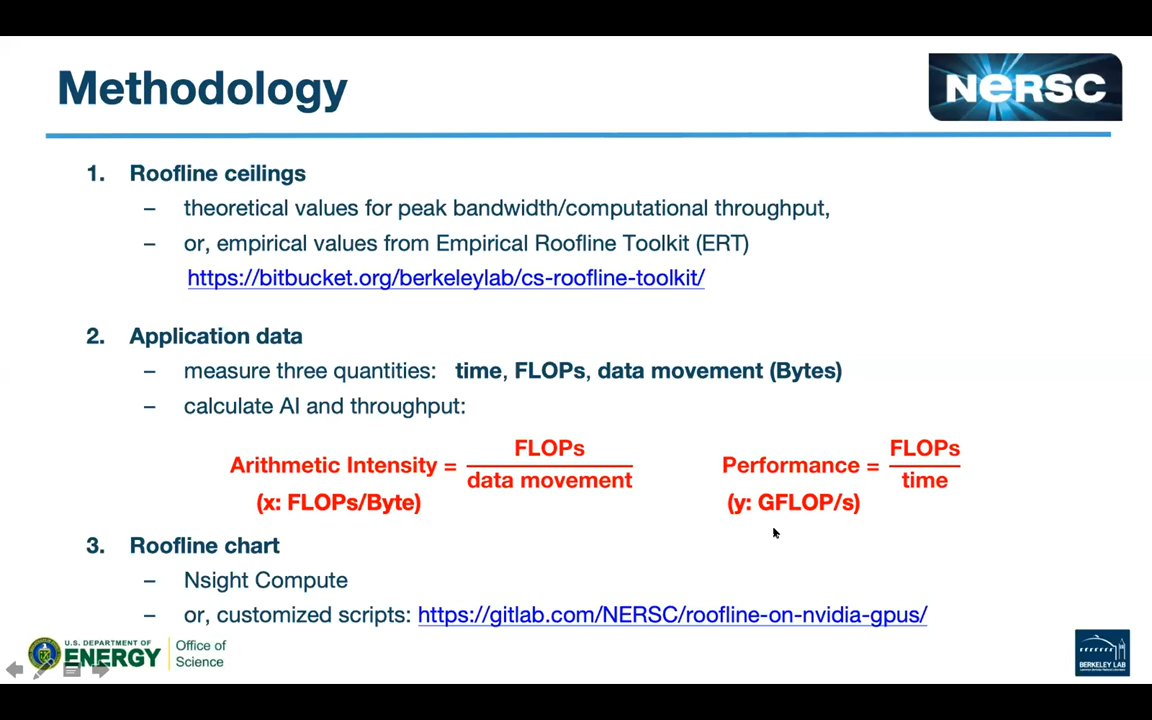 Methodology
NERSC
1. Roofline ceilings
– theoretical values for peak bandwidth/computational throughput,
– or, empirical values from Empirical Roofline Toolkit (ERT)
https://bitbucket.org/berkeleylab/cs-roofline-toolkit/
2. Application data
– measure three quantities: time, FLOPs, data movement (Bytes)
– calculate AI and throughput:
Arithmetic Intensity = FLOPs / data movement
(x: FLOPs/Byte)
Performance = FLOPs / time
(y: GFLOP/s)
3. Roofline chart
– Nsight Compute
– or, customized scripts: https://gitlab.com/NERSC/roofline-on-nvidia-gpus/
U.S. DEPARTMENT OF
ENERGY
Office of
Science
BERKELEY LAB